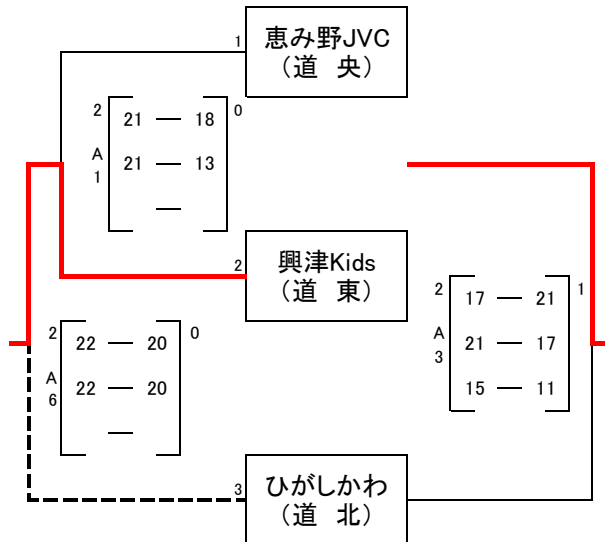 1
恵み野JVC
(道 央)
2
21 — 18
0
A
1
21 — 13
—
2
興津Kids
(道 東)
2
22 — 20
0
A
6
22 — 20
—
2
17 — 21
1
A
3
21 — 17
15 — 11
3
ひがしかわ
(道 北)